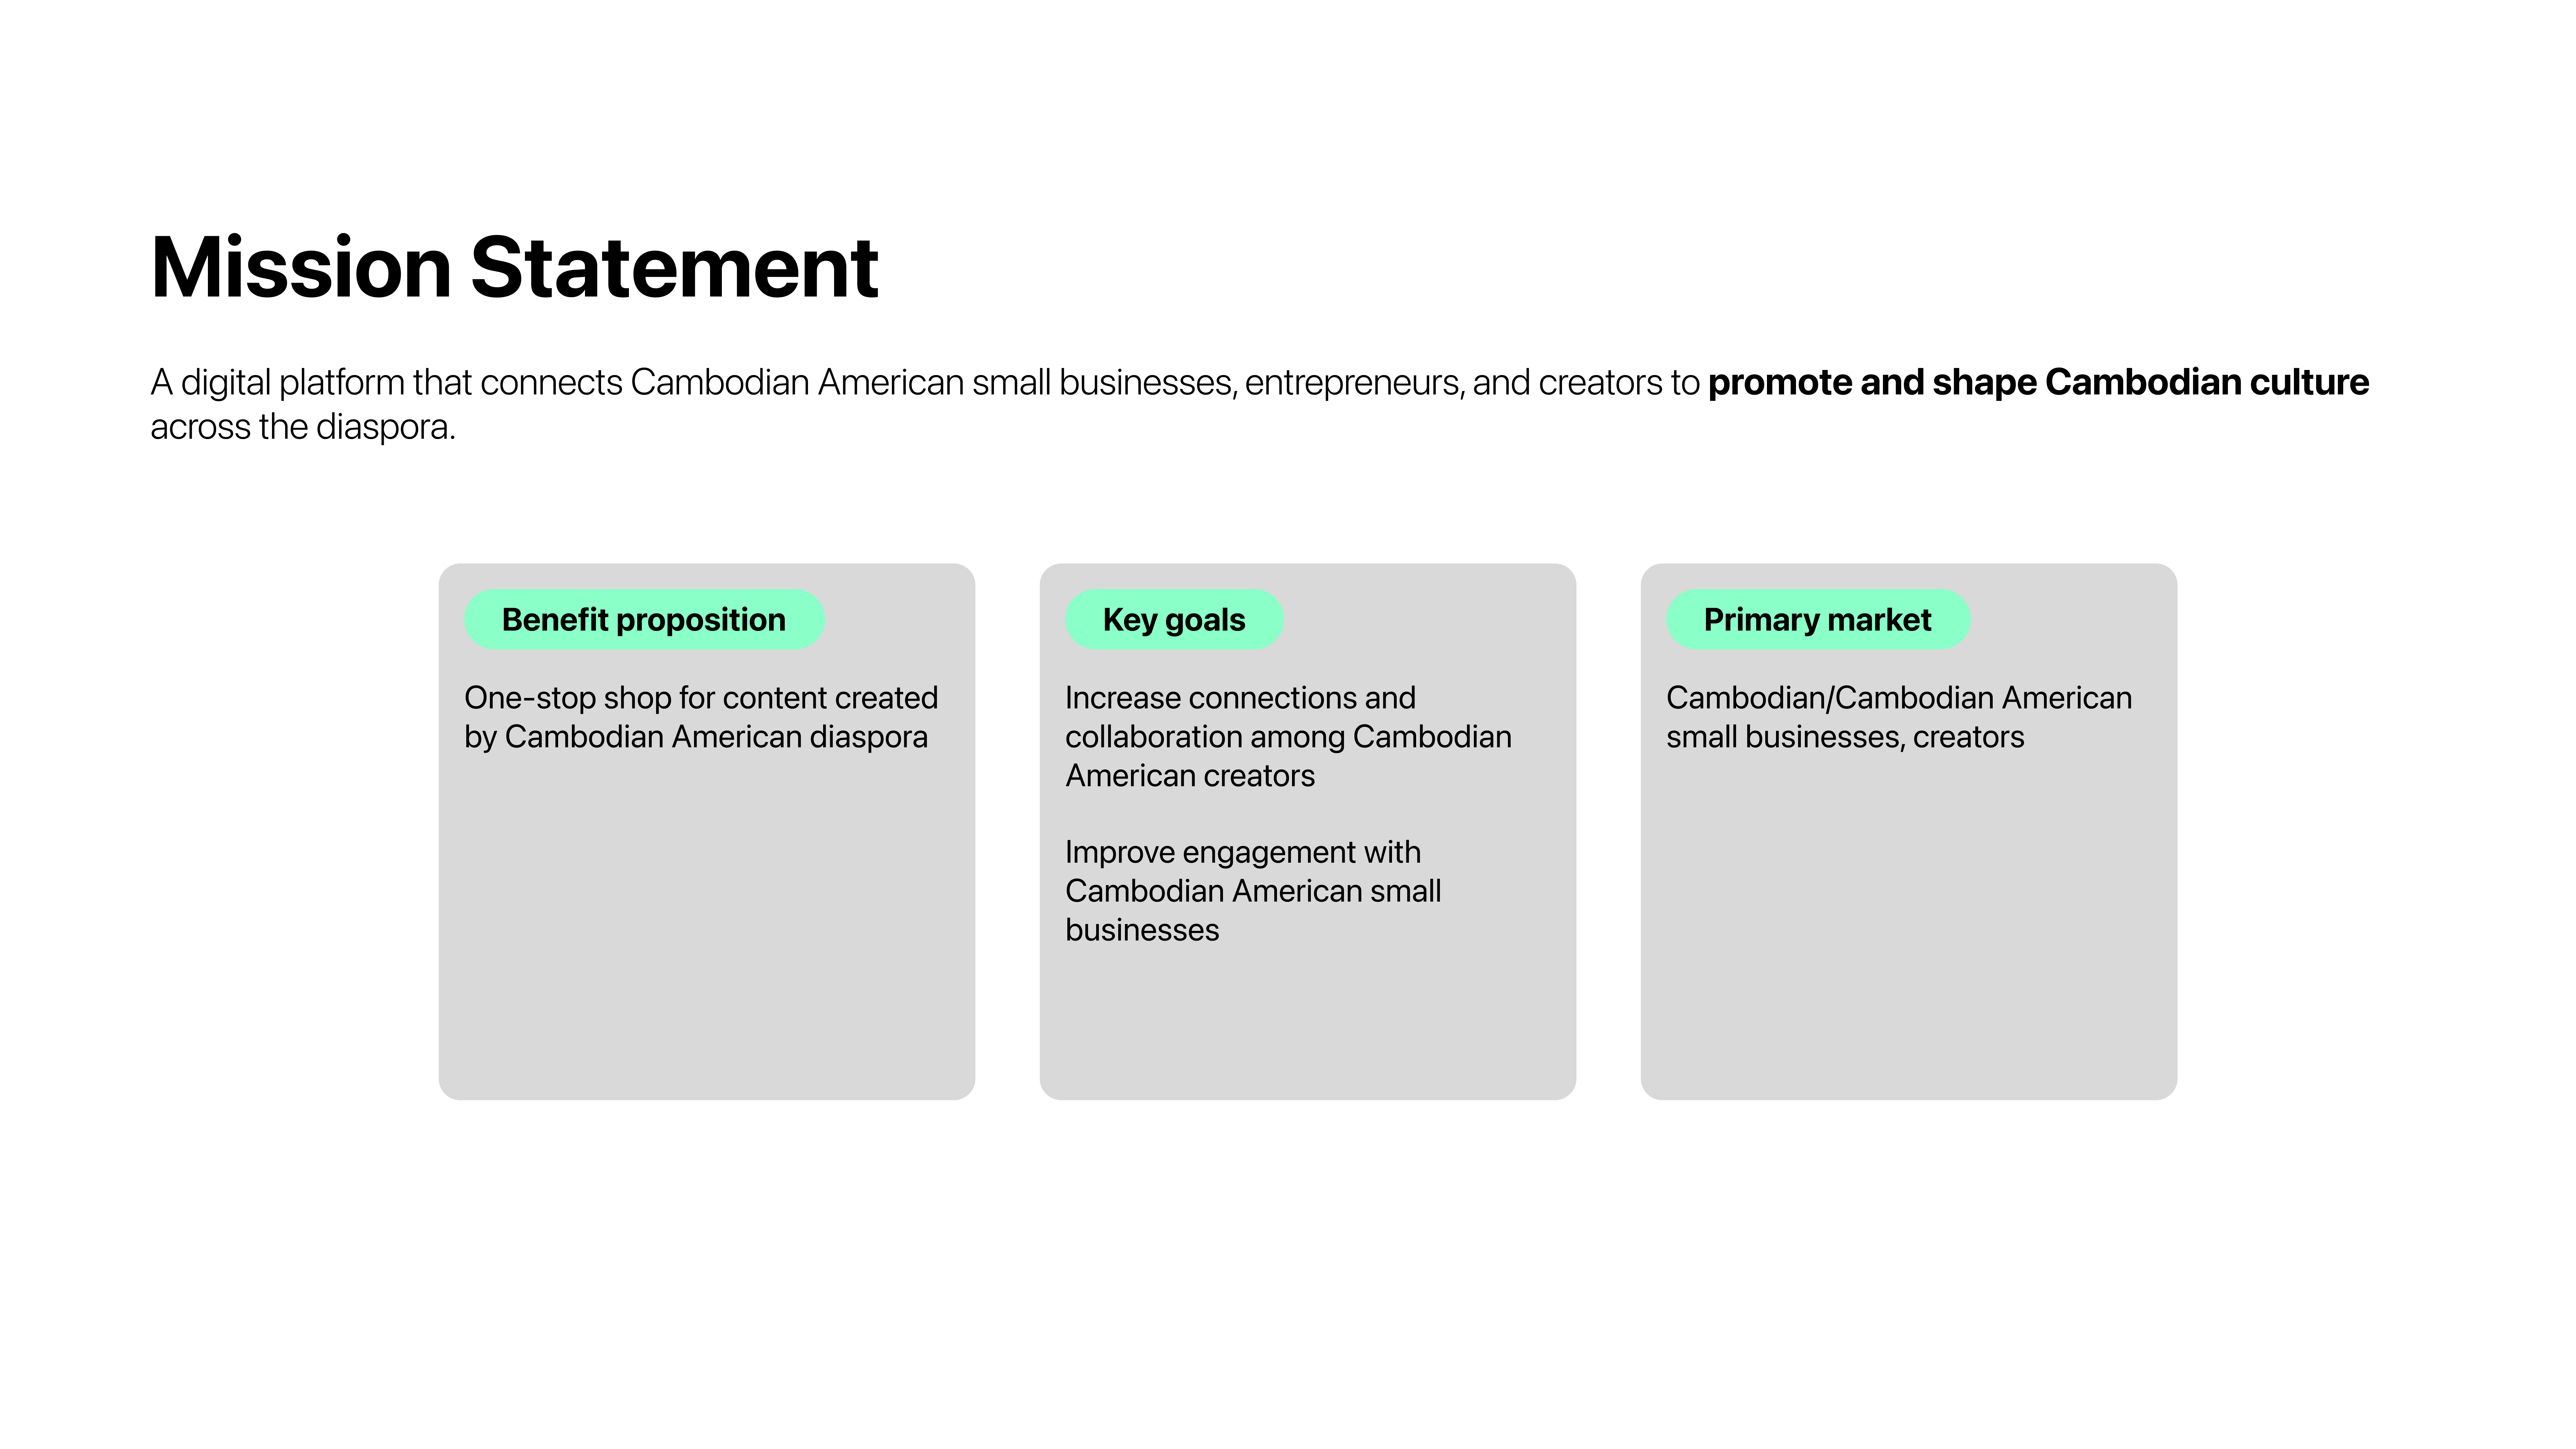 Mission Statement
A digital platform that connects Cambodian American small businesses, entrepreneurs, and creators to promote and shape Cambodian culture
across the diaspora.
Benefit proposition
One-stop shop for content created
by Cambodian American diaspora
Key goals
Increase connections and
collaboration among Cambodian
American creators
Improve engagement with
Cambodian American small
businesses
Primary market
Cambodian/Cambodian American
small businesses, creators